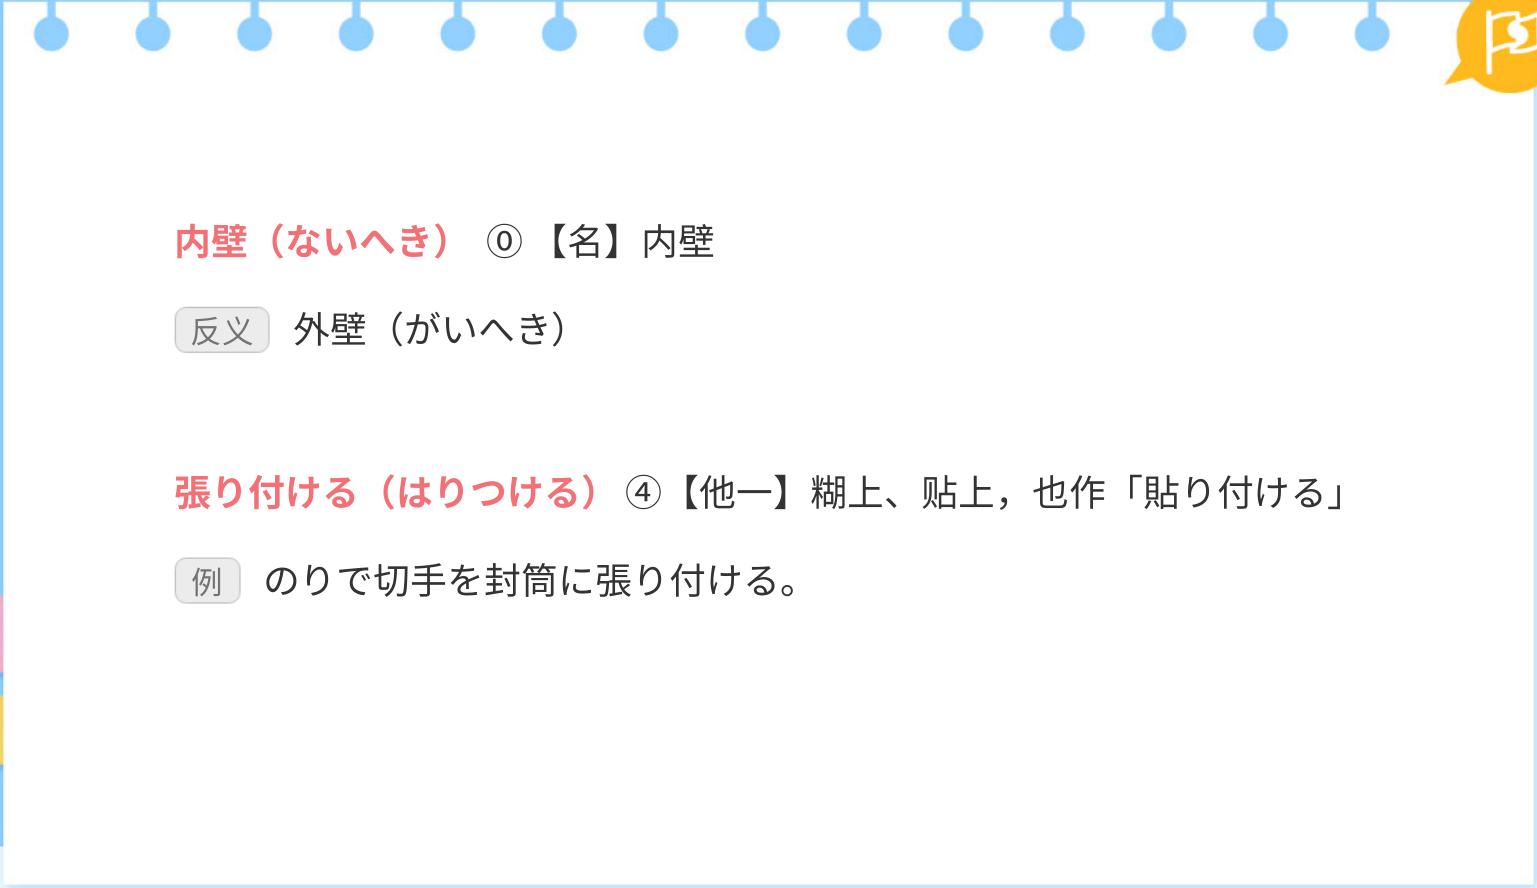 内壁（ないへき） ⓪ 【名】内壁
反义 外壁（がいへき）
張り付ける（はりつける） ④【他一】糊上、贴上，也作「貼り付ける」
例 のりで切手を封筒に張り付ける。